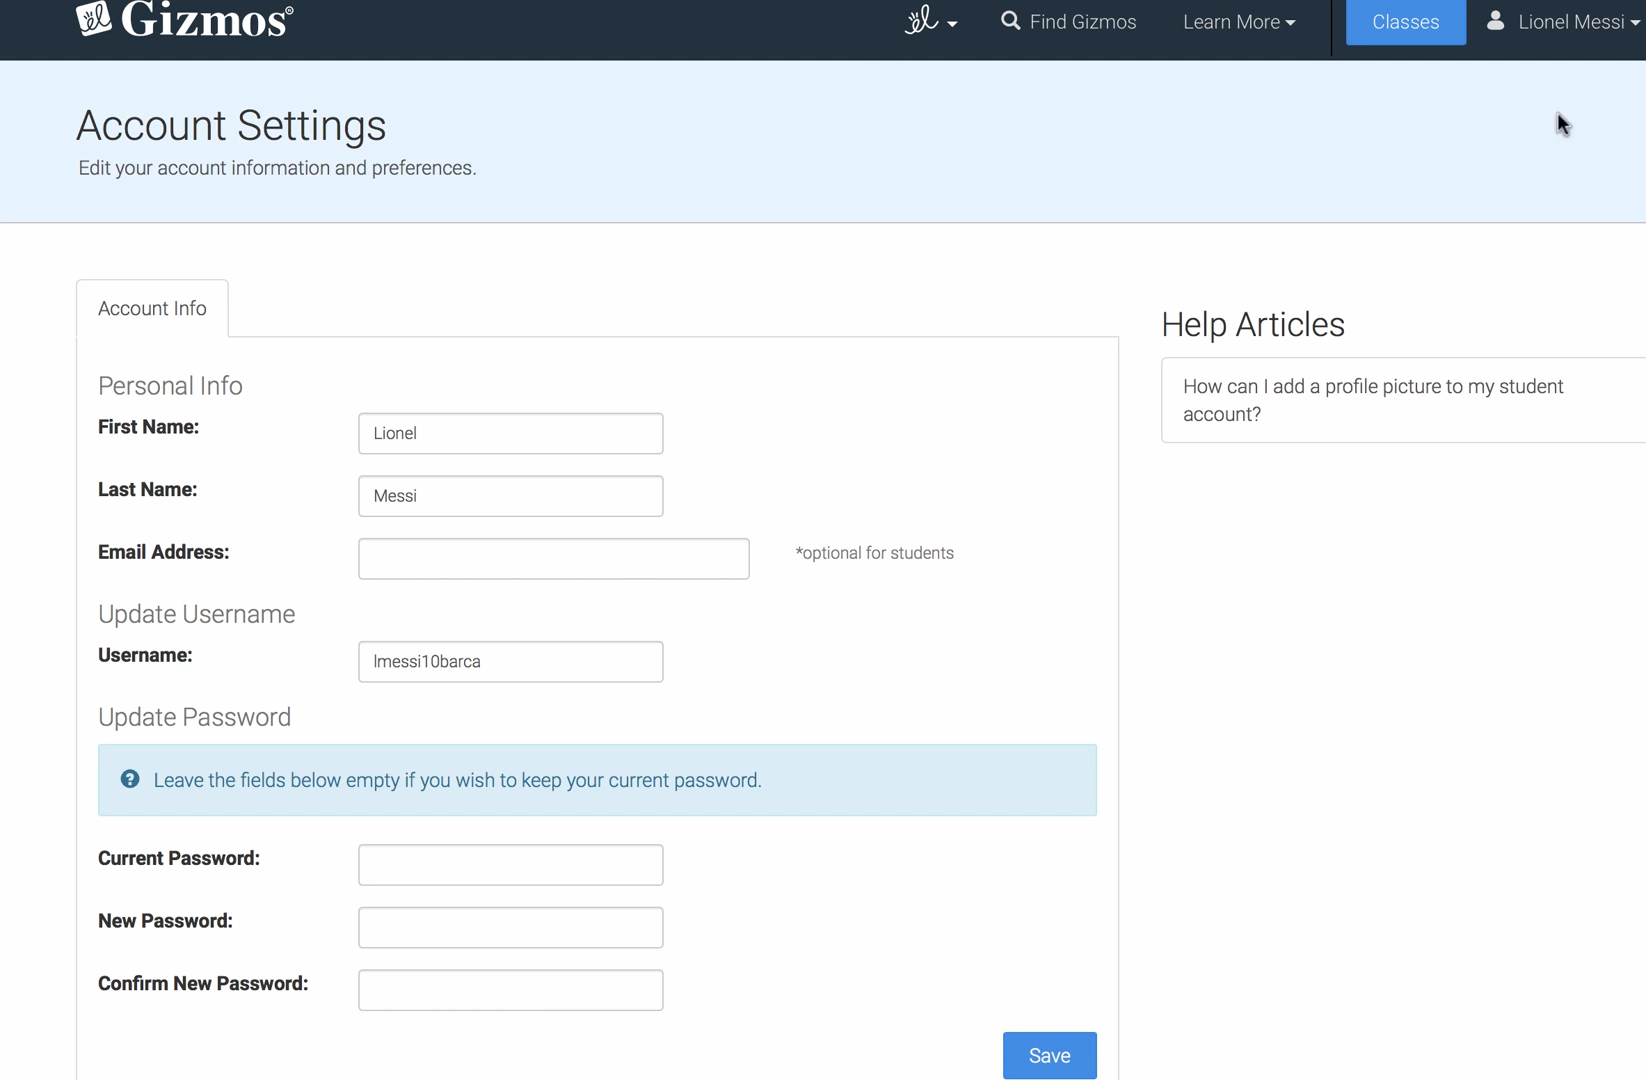 Gizmos®
Find Gizmos
Learn More
Classes
Lionel Messi
Account Settings
Edit your account information and preferences.
Account Info
Personal Info
First Name:
Lionel
Last Name:
Messi
Email Address:
*optional for students
Update Username
Username:
lmessi10barca
Update Password
Leave the fields below empty if you wish to keep your current password.
Current Password:
New Password:
Confirm New Password:
Save
Help Articles
How can I add a profile picture to my student
account?